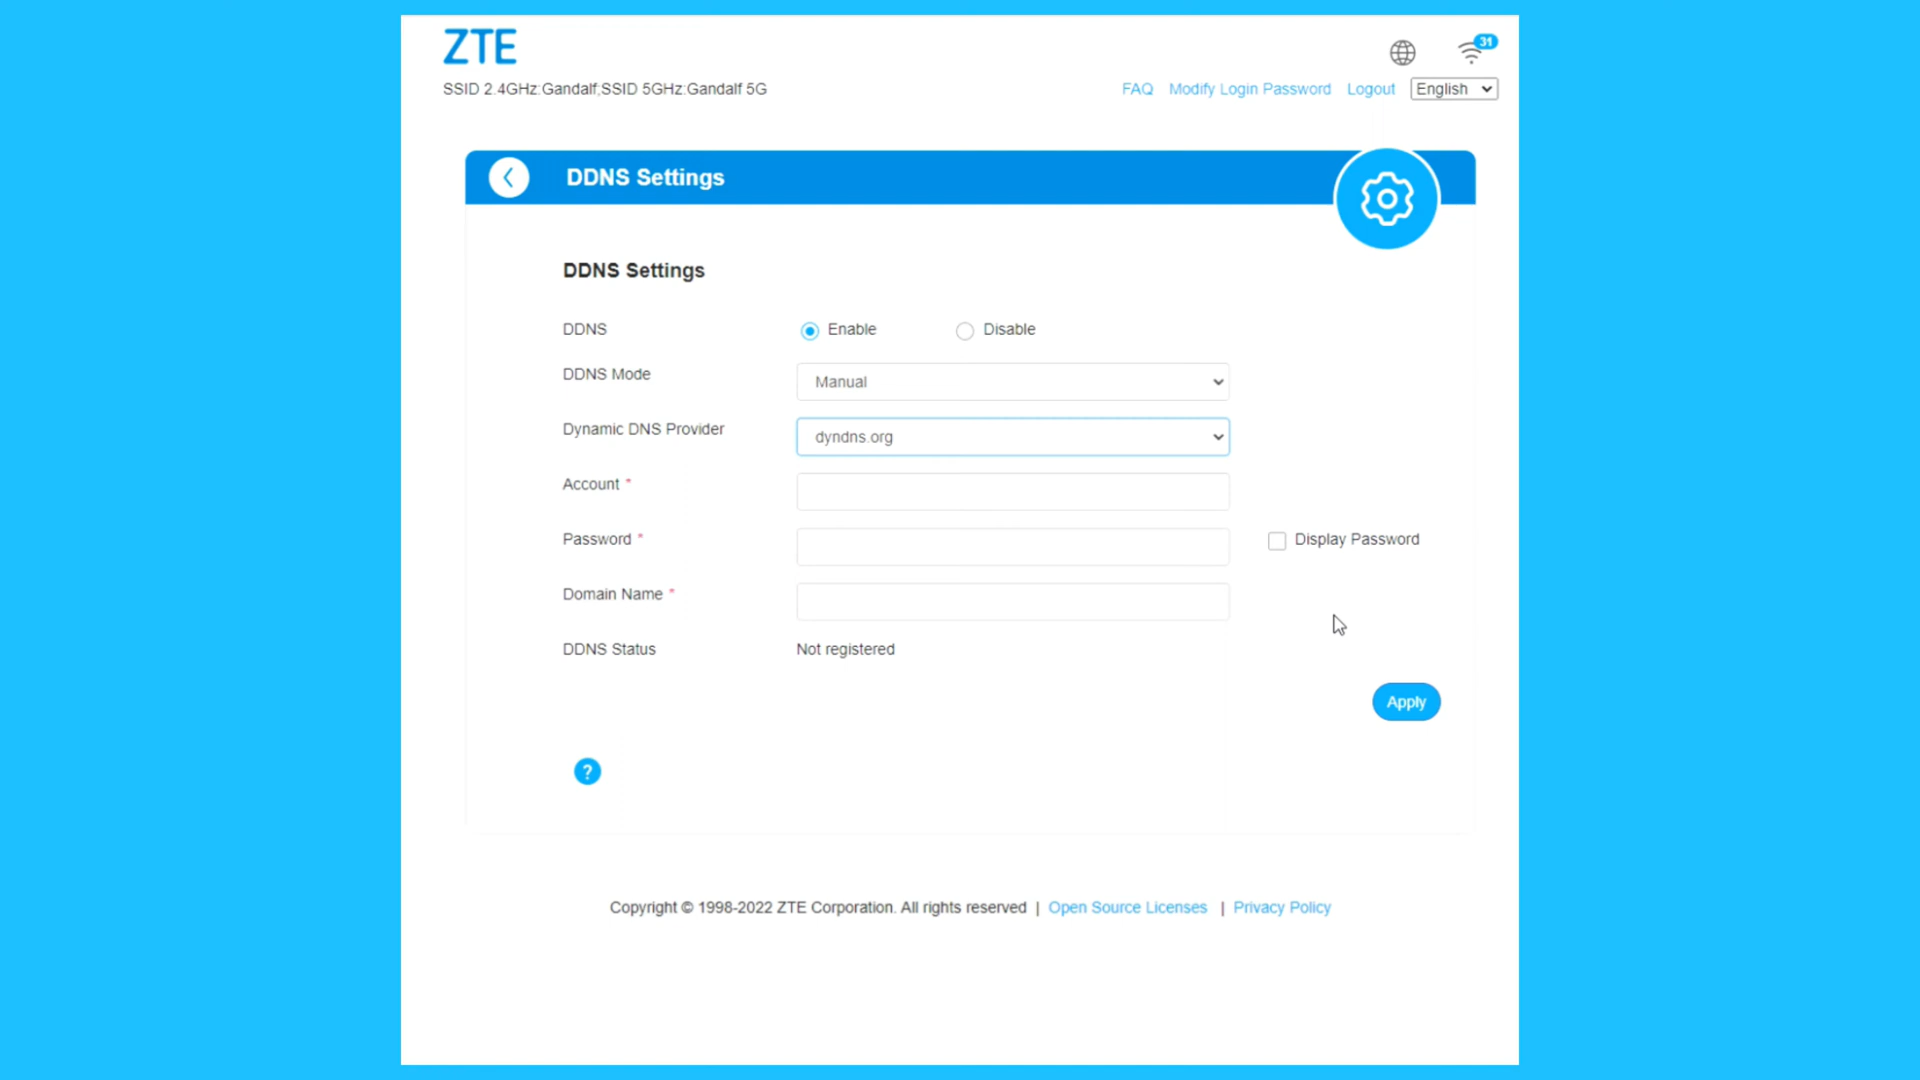 ZTE
31
SSID 2.4GHz:Gandalf;SSID 5GHz:Gandalf 5G
FAQ Modify Login Password Logout English
DDNS Settings
DDNS Settings
DDNS Enable Disable
DDNS Mode Manual
Dynamic DNS Provider dyndns.org
Account *
Password * Display Password
Domain Name *
DDNS Status Not registered
Apply
?
Copyright © 1998-2022 ZTE Corporation. All rights reserved | Open Source Licenses | Privacy Policy